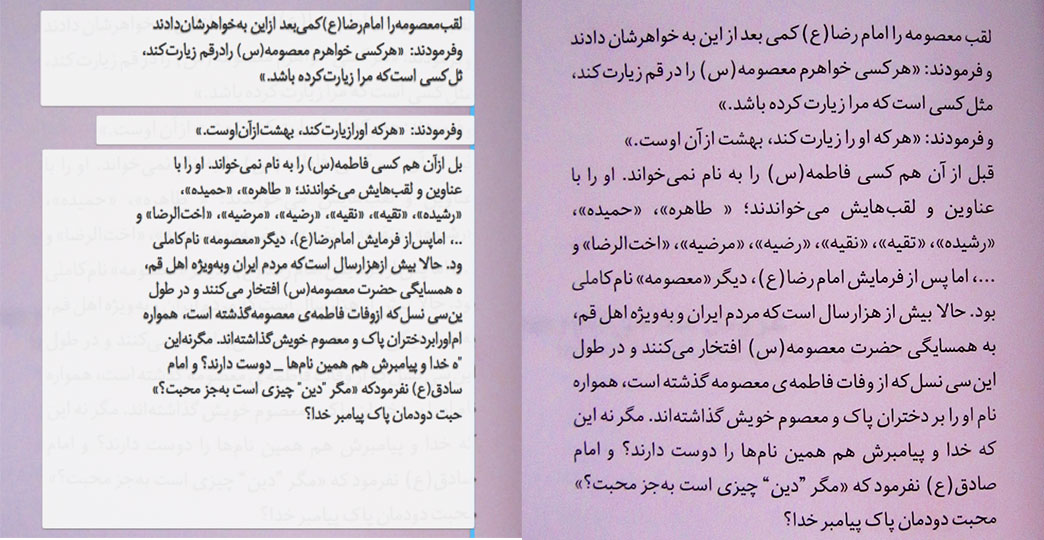 لقب معصومه را امام رضا(ع) کمی بعد از این به خواهرشان دادند
و فرمودند: «هرکسی خواهرم معصومه(س) را در قم زیارت کند،
مثل کسی است که مرا زیارت کرده باشد.»
و فرمودند: «هرکه او را زیارت کند، بهشت ازآن اوست.»
قبل از آن هم کسی فاطمه(س) را به نام نمی‌خواند. او را با
عناوین و لقب‌هایش می‌خواندند؛ « طاهره»، «حمیده»،
«رشیده»، «تقیه»، «نقیه»، «رضیه»، «مرضیه»، «اخت‌الرضا» و
...، اما پس از فرمایش امام رضا(ع)، دیگر «معصومه» نام کاملی
بود. حالا بیش از هزار سال است که مردم ایران و به‌ویژه اهل قم،
به همسایگی حضرت معصومه(س) افتخار می‌کنند و در طول
این سی نسل که از وفات فاطمه‌ی معصومه گذشته است، همواره
نام او را بر دختران پاک و معصوم خویش گذاشته‌اند. مگر نه این
که خدا و پیامبرش هم همین نام‌ها را دوست دارند؟ و امام
صادق(ع) نفرمود که «مگر ”دین“ چیزی است به‌جز محبت؟»
محبت دودمان پاک پیامبر خدا؟
لقب معصومه را امام رضا(ع)کمی بعد ازاین به خواهرشان دادند
وفرمودند: «هرکسی خواهرم معصومه(س) رادرقم زیارت کند،
ثل کسی است که مرا زیارت کرده باشد.»
وفرمودند: «هرکه اورازیارت کند، بهشت ازآن اوست.»
بل ازآن هم کسی فاطمه(س) را به نام نمی خواند. او را با
عناوین و لقب‌هایش می‌خواندند؛ « طاهره»، «حمیده»،
«رشیده»، «تقیه»، «نقیه»، «رضیه»، «مرضیه»، «اخت‌الرضا» و
..، اماپس از فرمایش امام رضا(ع)، دیگر«معصومه» نام کاملی
ود. حالا بیش ازهزارسال است که مردم ایران وبه‌ویژه اهل قم،
ه همسایگی حضرت معصومه(س) افتخار می‌کنند و در طول
ین سی نسل که ازوفات فاطمه‌ی معصومه گذشته است، همواره
ام اورابردختران پاک و معصوم خویش گذاشته‌اند. مگرنه این
"ه خدا و پیامبرش هم همین نام‌ها _ دوست دارند؟ و امام
سادق(ع) نفرمودکه «مگر "دین" چیزی است به‌جز محبت؟»
حبت دودمان پاک پیامبر خدا؟